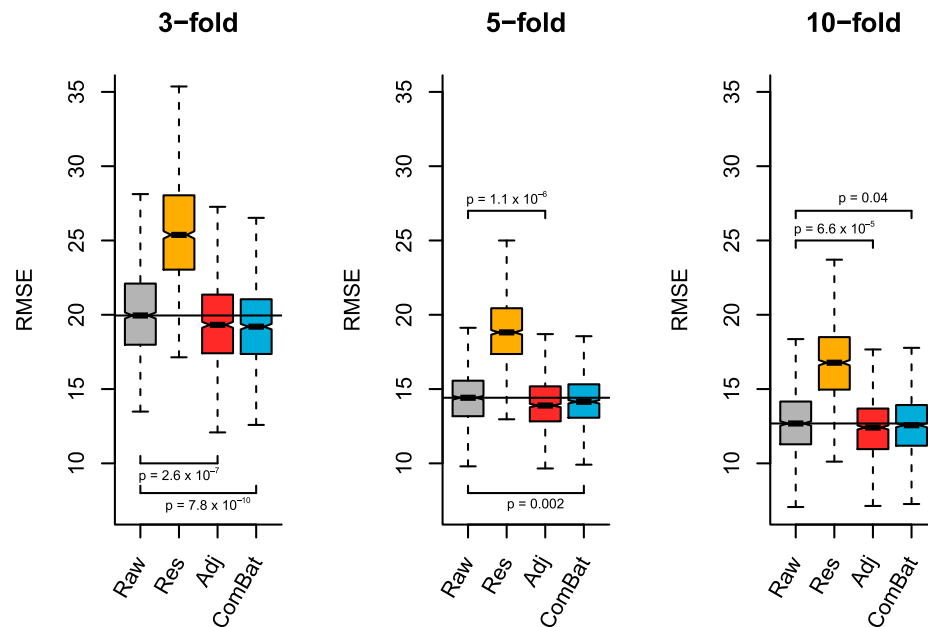 3−fold
RMSE
35
30
25
20
15
10
p = 2.6 x 10⁻⁷
p = 7.8 x 10⁻¹⁰
Raw
Res
Adj
ComBat
5−fold
RMSE
35
30
25
20
15
10
p = 1.1 x 10⁻⁶
p = 0.002
Raw
Res
Adj
ComBat
10−fold
RMSE
35
30
25
20
15
10
p = 0.04
p = 6.6 x 10⁻⁵
Raw
Res
Adj
ComBat